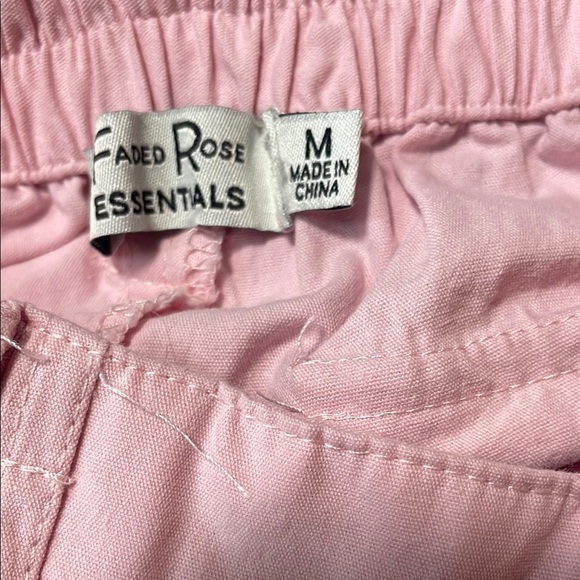 FADED ROSE
ESSENTIALS
M
MADE IN
CHINA